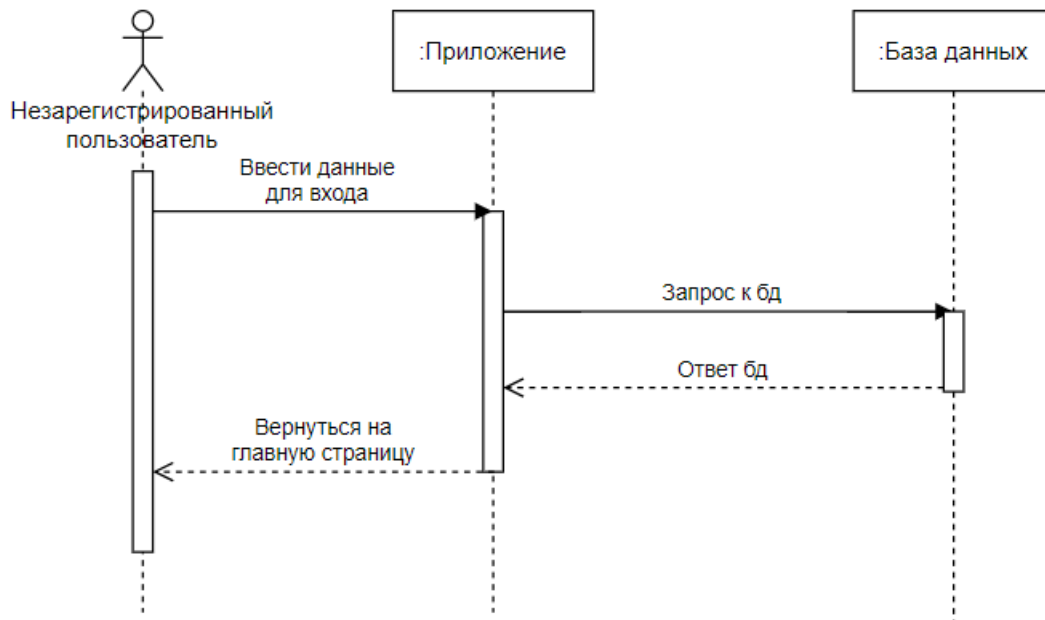 :Приложение
:База данных
Незарегистрированный
пользователь
Ввести данные
для входа
Запрос к бд
Ответ бд
Вернуться на
главную страницу